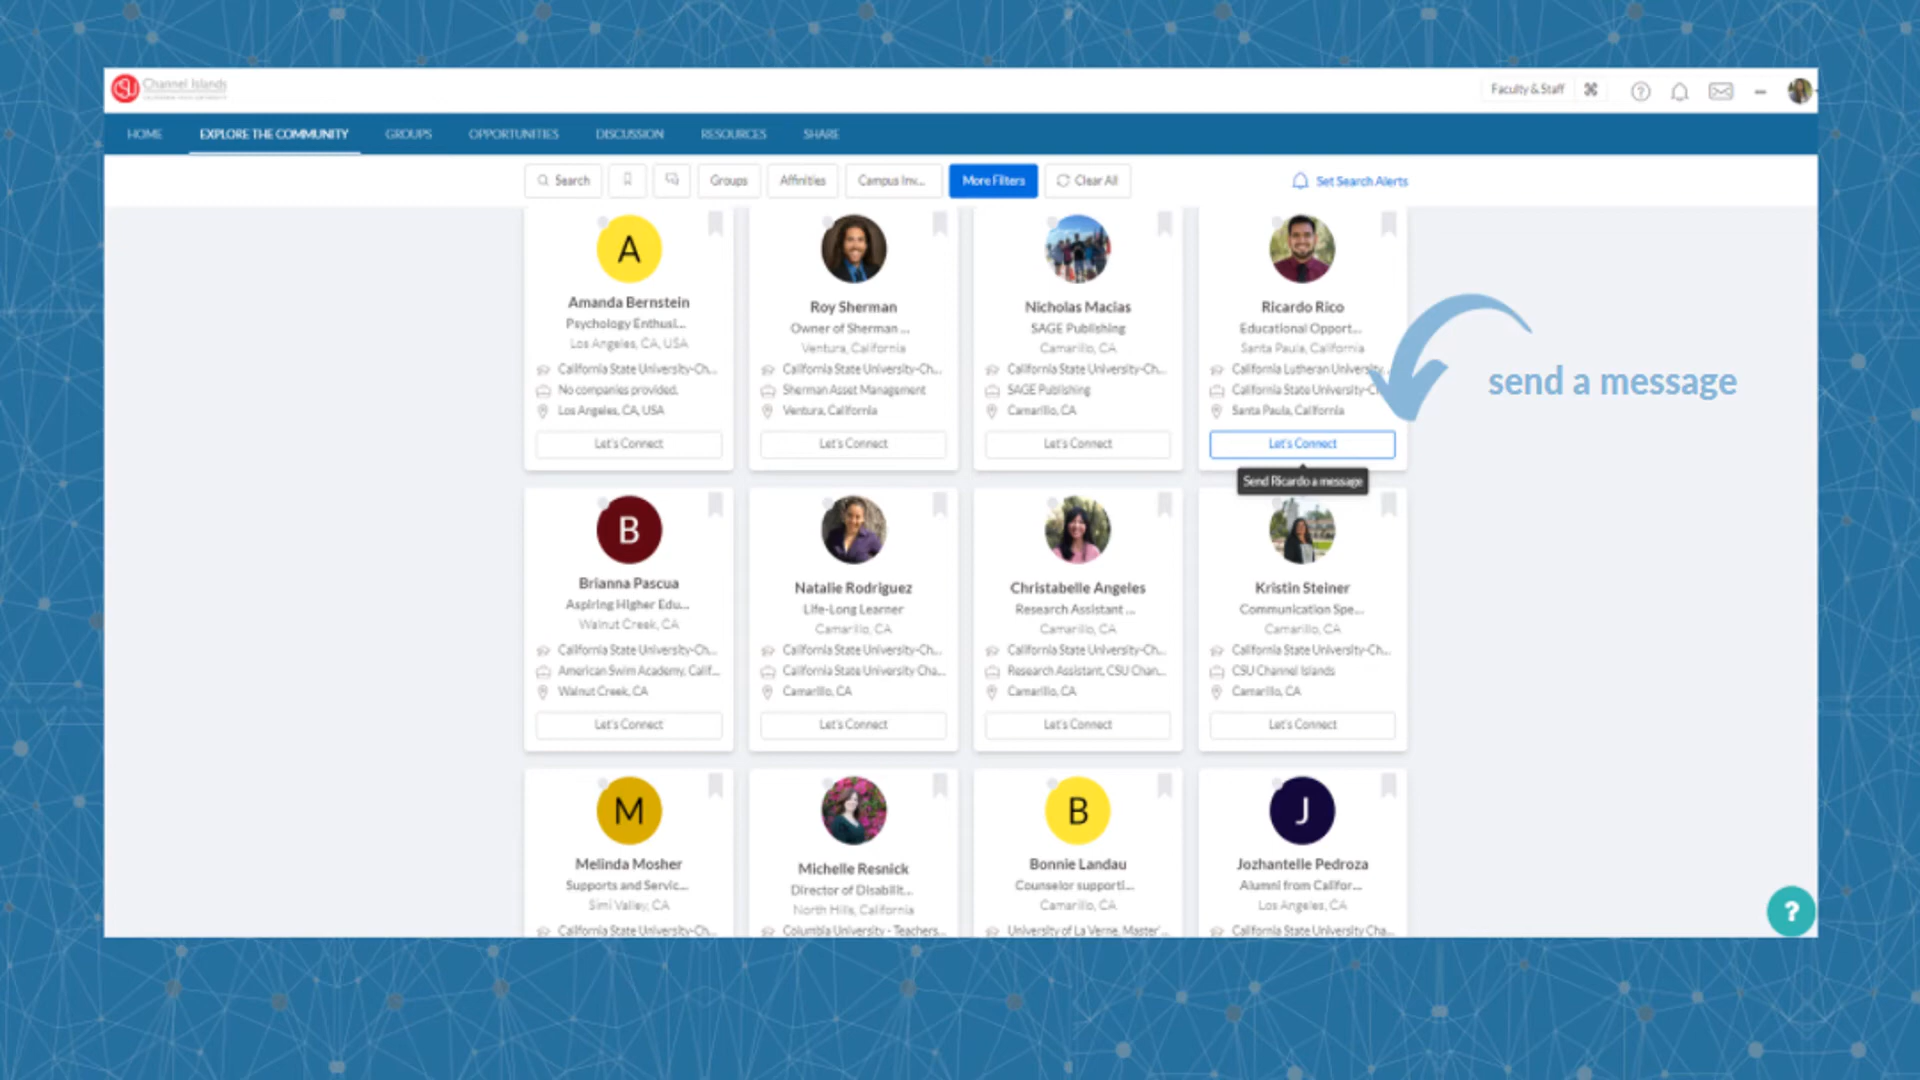 CSU Channel Islands
CALIFORNIA STATE UNIVERSITY
Faculty & Staff
HOME EXPLORE THE COMMUNITY GROUPS OPPORTUNITIES DISCUSSION RESOURCES SHARE
Search Groups Affinities Campus Inv... More Filters Clear All Set Search Alerts
A
Amanda Bernstein
Psychology Enthusi...
Los Angeles, CA, USA
California State University-Ch...
No companies provided.
Los Angeles, CA, USA
Let's Connect
Roy Sherman
Owner of Sherman ...
Ventura, California
California State University-Ch...
Sherman Asset Management
Ventura, California
Let's Connect
Nicholas Macias
SAGE Publishing
Camarillo, CA
California State University-Ch...
SAGE Publishing
Camarillo, CA
Let's Connect
Ricardo Rico
Educational Opport...
Santa Paula, California
California Lutheran University,
California State University-C
Santa Paula, California
Let's Connect
Send Ricardo a message
send a message
B
Brianna Pascua
Aspiring Higher Edu...
Walnut Creek, CA
California State University-Ch...
American Swim Academy, Calif...
Walnut Creek, CA
Let's Connect
Natalie Rodriguez
Life-Long Learner
Camarillo, CA
California State University-Ch...
California State University Cha...
Camarillo, CA
Let's Connect
Christabelle Angeles
Research Assistant ...
Camarillo, CA
California State University-Ch...
Research Assistant, CSU Chan...
Camarillo, CA
Let's Connect
Kristin Steiner
Communication Spe...
Camarillo, CA
California State University-Ch...
CSU Channel Islands
Camarillo, CA
Let's Connect
M
Melinda Mosher
Supports and Servic...
Simi Valley, CA
California State University-Ch...
Michelle Resnick
Director of Disabilit...
North Hills, California
Columbia University - Teachers...
B
Bonnie Landau
Counselor supporti...
Camarillo, CA
University of La Verne, Master'...
J
Jozhantelle Pedroza
Alumni from Califor...
Los Angeles, CA
California State University Cha...
?